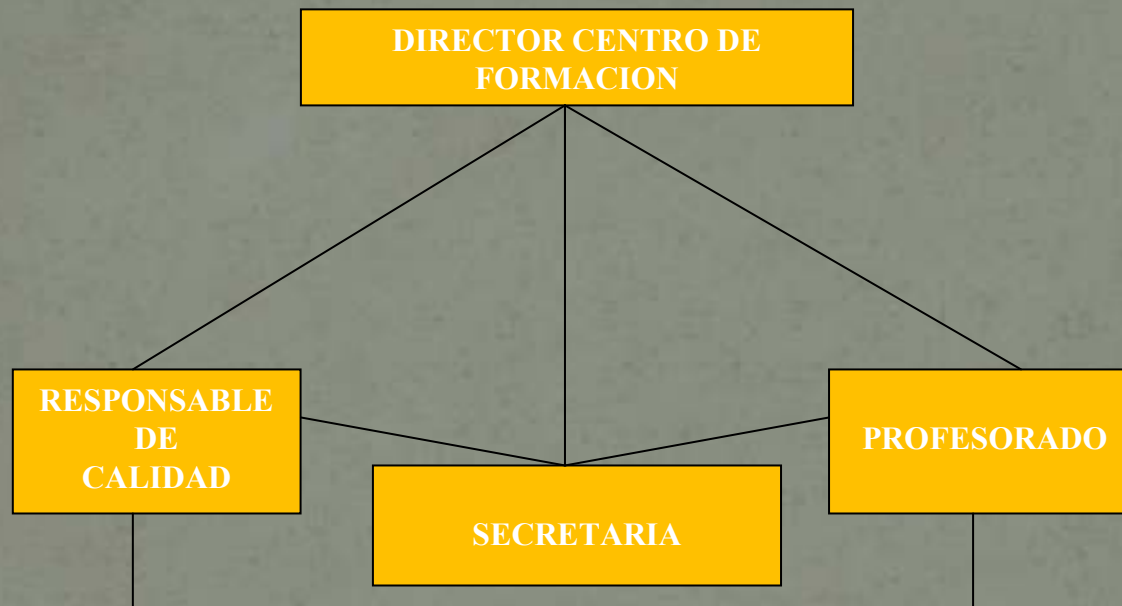 DIRECTOR CENTRO DE
FORMACION
RESPONSABLE
DE
CALIDAD
PROFESORADO
SECRETARIA